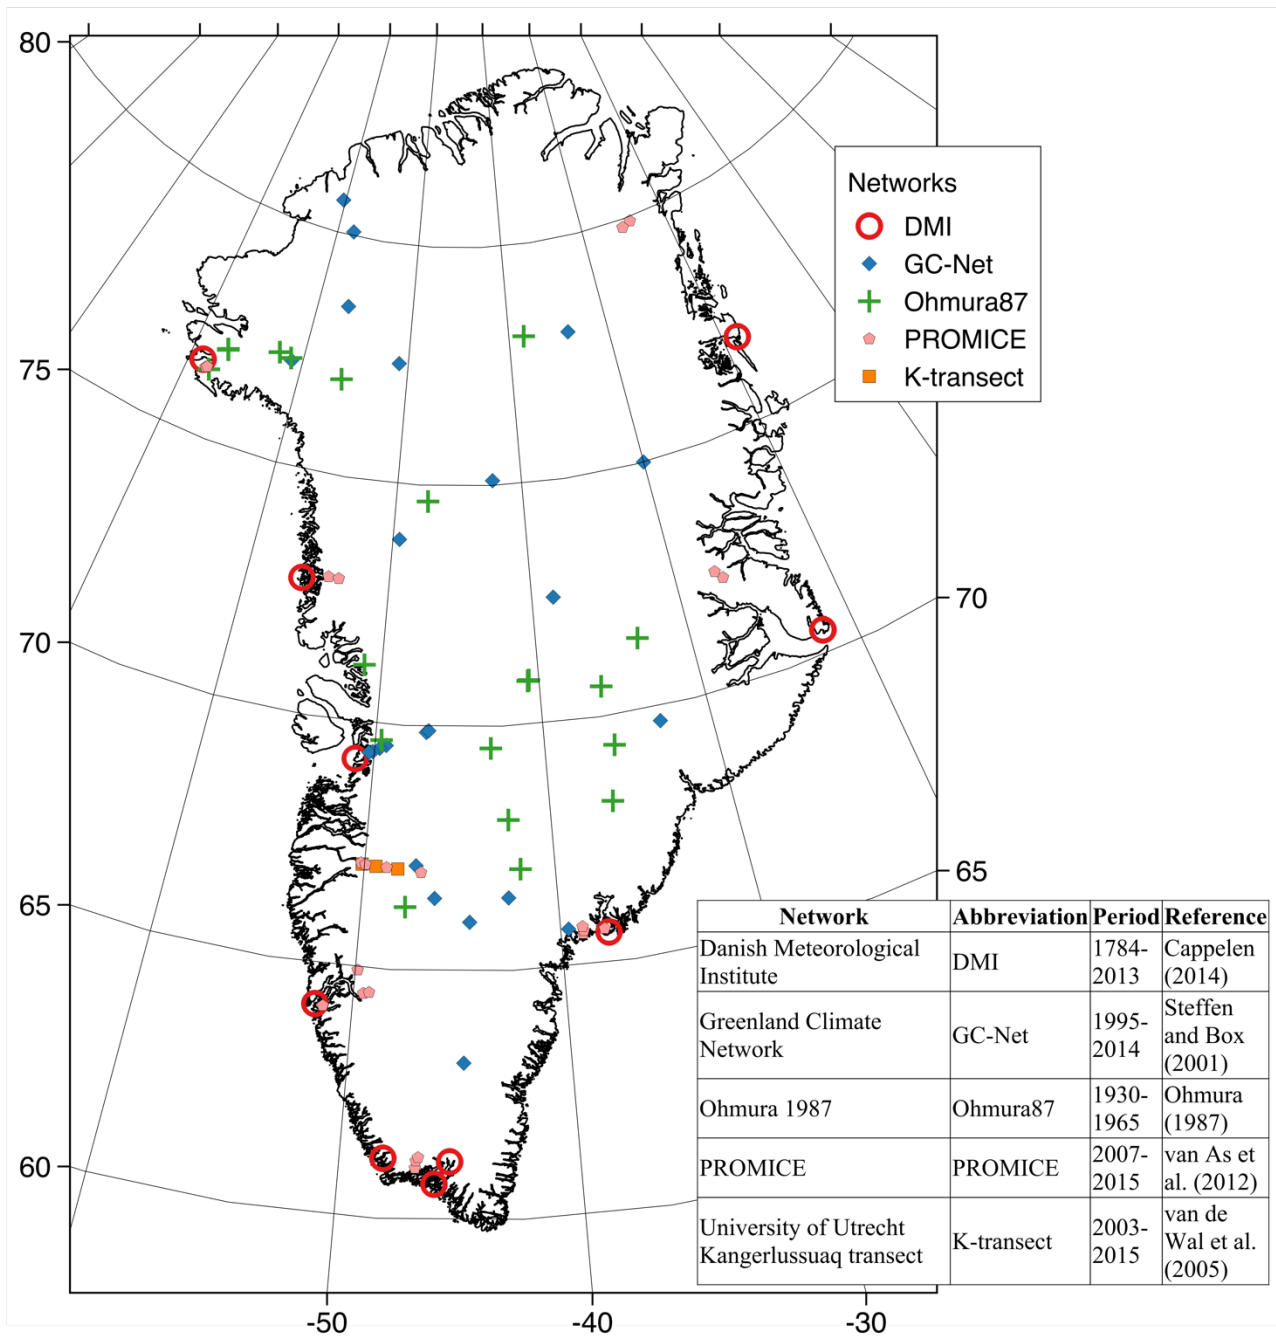 80
75
70
65
60
70
65
-50
-40
-30
Networks
DMI
GC-Net
Ohmura87
PROMICE
K-transect
Network Abbreviation Period Reference
Danish Meteorological
Institute
DMI
1784-
2013
Cappelen
(2014)
Greenland Climate
Network
GC-Net
1995-
2014
Steffen
and Box
(2001)
Ohmura 1987
Ohmura87
1930-
1965
Ohmura
(1987)
PROMICE
PROMICE
2007-
2015
van As et
al. (2012)
University of Utrecht
Kangerlussuaq transect
K-transect
2003-
2015
van de
Wal et al.
(2005)